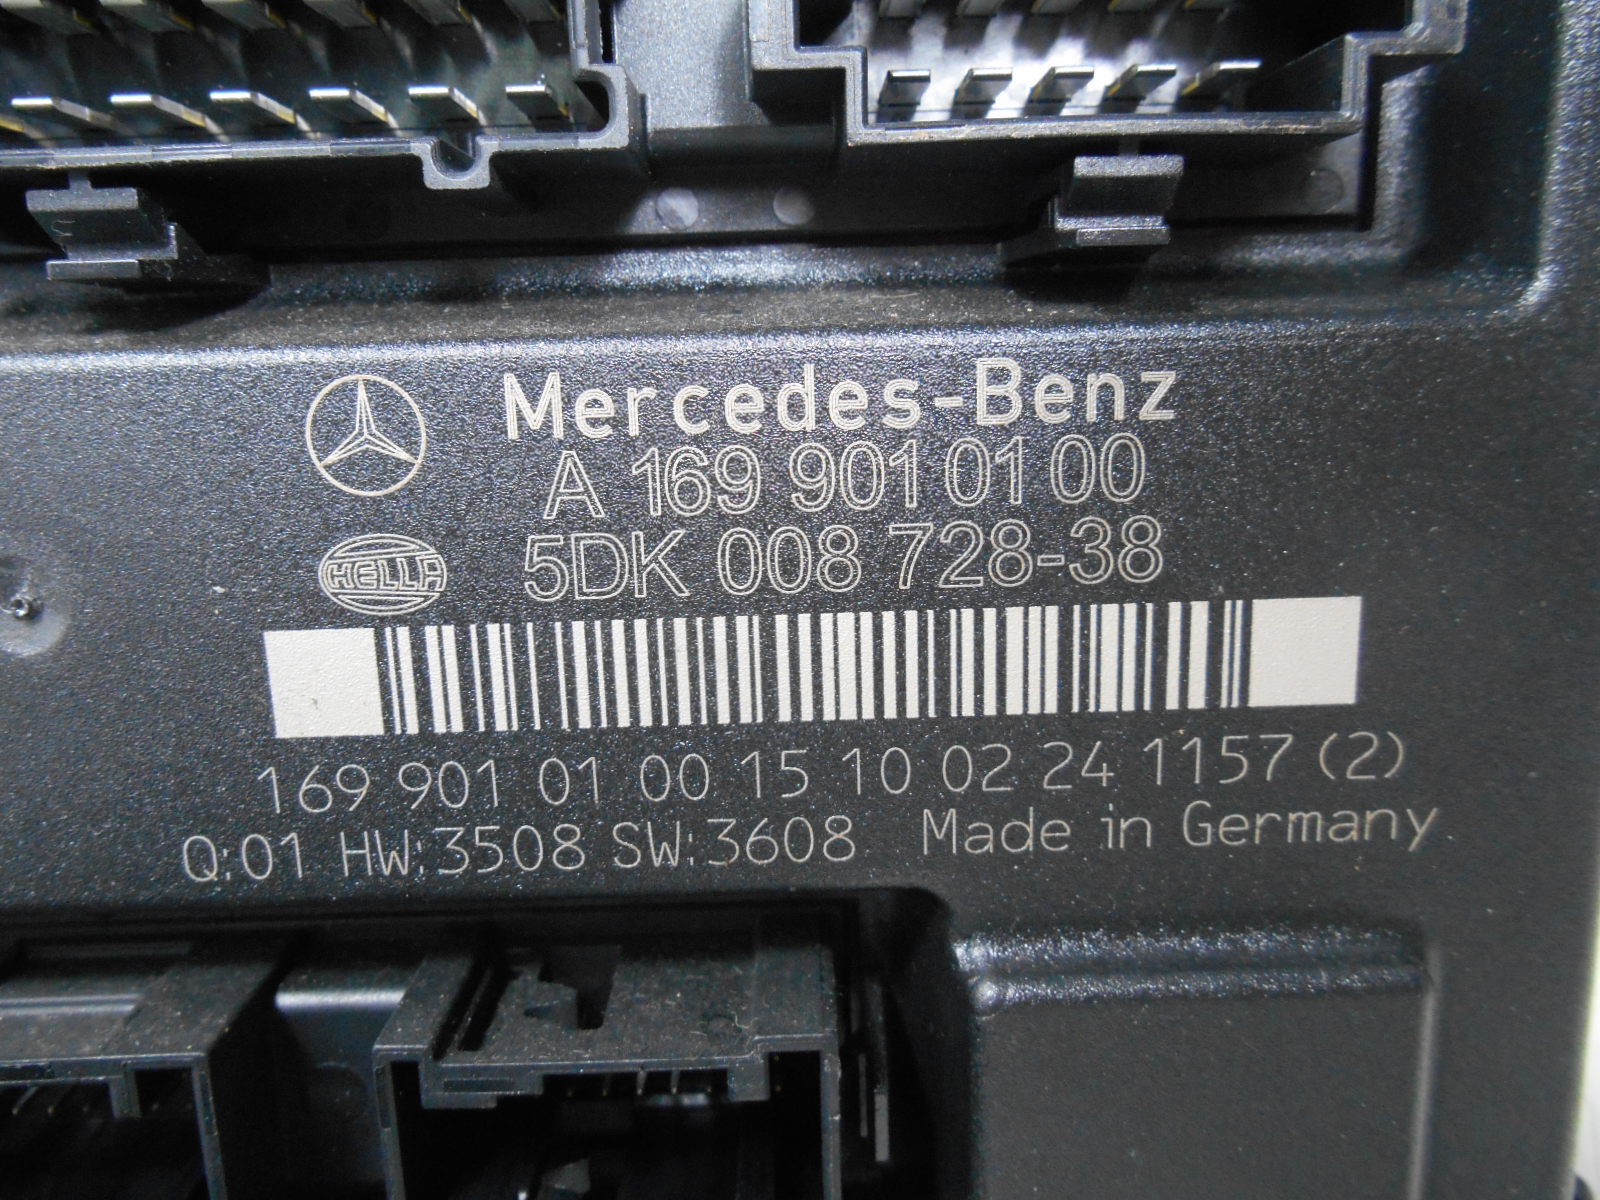 Mercedes-Benz
A 169 901 01 00
HELLA 5DK 008 728-38
169 901 01 00 15 10 02 24 1157 (2)
Q:01 HW:3508 SW:3608 Made in Germany